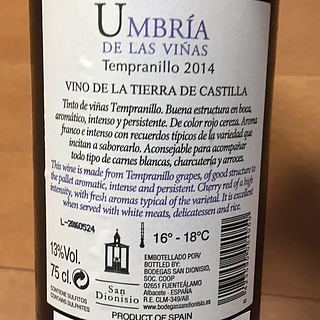 UMBRÍA
DE LAS VIÑAS
Tempranillo 2014
VINO DE LA TIERRA DE CASTILLA
Tinto de viñas Tempranillo. Buena estructura en boca,
aromático, intenso y persistente. De color rojo cereza. Aroma
franco e intenso con recuerdos típicos de la variedad que
incitan a saborearlo. Aconsejable para acompañar
todo tipo de carnes blancas, charcutería y arroces.
This wine is made from Tempranillo grapes, of good structure to
the pallet aromatic, intense and persistent. Cherry red of a high
intensity, with fresh aromas typical of the varietal. It is excellent
when served with white meats, delicatessen and rice.
13%Vol.
75 cl.
CONTIENE SULFITOS
CONTAINS SULPHITES
San
Dionisio
16º - 18ºC
EMBOTELLADO POR/
BOTTLED BY:
BODEGAS SAN DIONISIO,
SOC. COOP
02651 FUENTEÁLAMO
Albacete - ESPAÑA
R.E. CLM-349/AB
www.bodegassandionisio.es
PRODUCT OF SPAIN